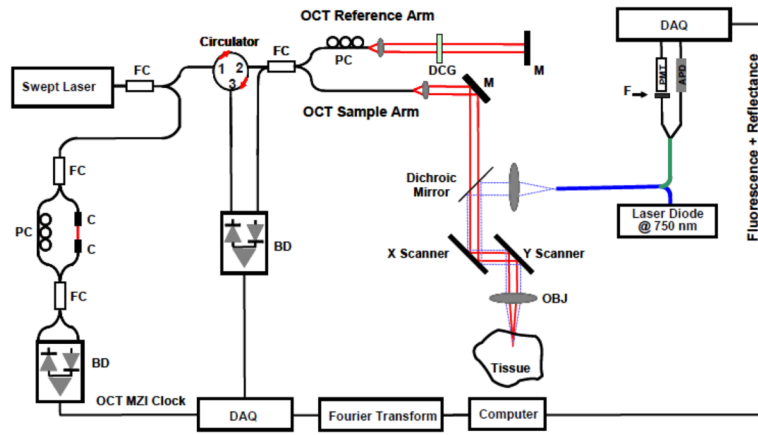 OCT Reference Arm
DAQ
Circulator
FC
PC
DCG
M
1 2
3
FC
Swept Laser
OCT Sample Arm
M
PMT
APD
F
Fluorescence + Reflectance
FC
Dichroic
Mirror
Laser Diode
@ 750 nm
PC
C
C
BD
X Scanner
Y Scanner
FC
OBJ
BD
Tissue
OCT MZI Clock
DAQ
Fourier Transform
Computer